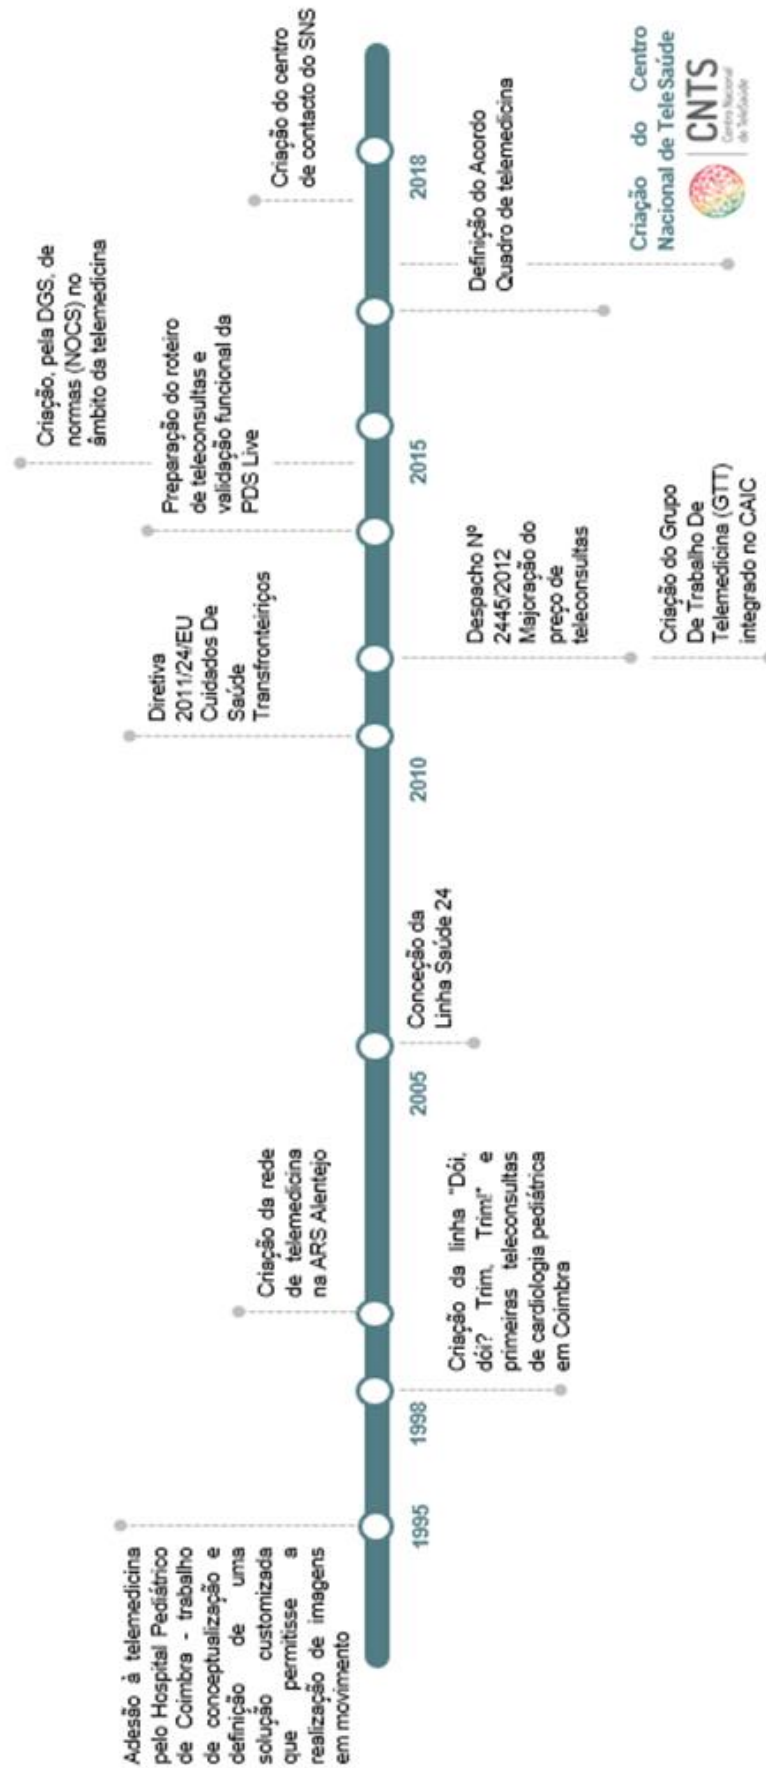 Adesão à telemedicina
pelo Hospital Pediátrico
de Coimbra - trabalho
de conceptualização e
definição de uma
solução customizada
que permitisse a
realização de imagens
em movimento
1995
1998
Criação da linha "Dói,
dói? Trim, Trim!" e
primeiras teleconsultas
de cardiologia pediátrica
em Coimbra
Criação da rede
de telemedicina
na ARS Alentejo
2005
Conceção da
Linha Saúde 24
2010
Diretiva
2011/24/EU
Cuidados De
Saúde
Transfronteiriços
Despacho Nº
2445/2012
Majoração do
preço de
teleconsultas
Criação do Grupo
De Trabalho De
Telemedicina (GTT)
integrado no CAIC
Preparação do roteiro
de teleconsultas e
validação funcional da
PDS Live
Criação, pela DGS, de
normas (NOCS) no
âmbito da telemedicina
2015
Definição do Acordo
Quadro de telemedicina
Criação do Centro
Nacional de TeleSaúde
CNTS
Centro Nacional
de TeleSaúde
2018
Criação do centro
de contacto do SNS